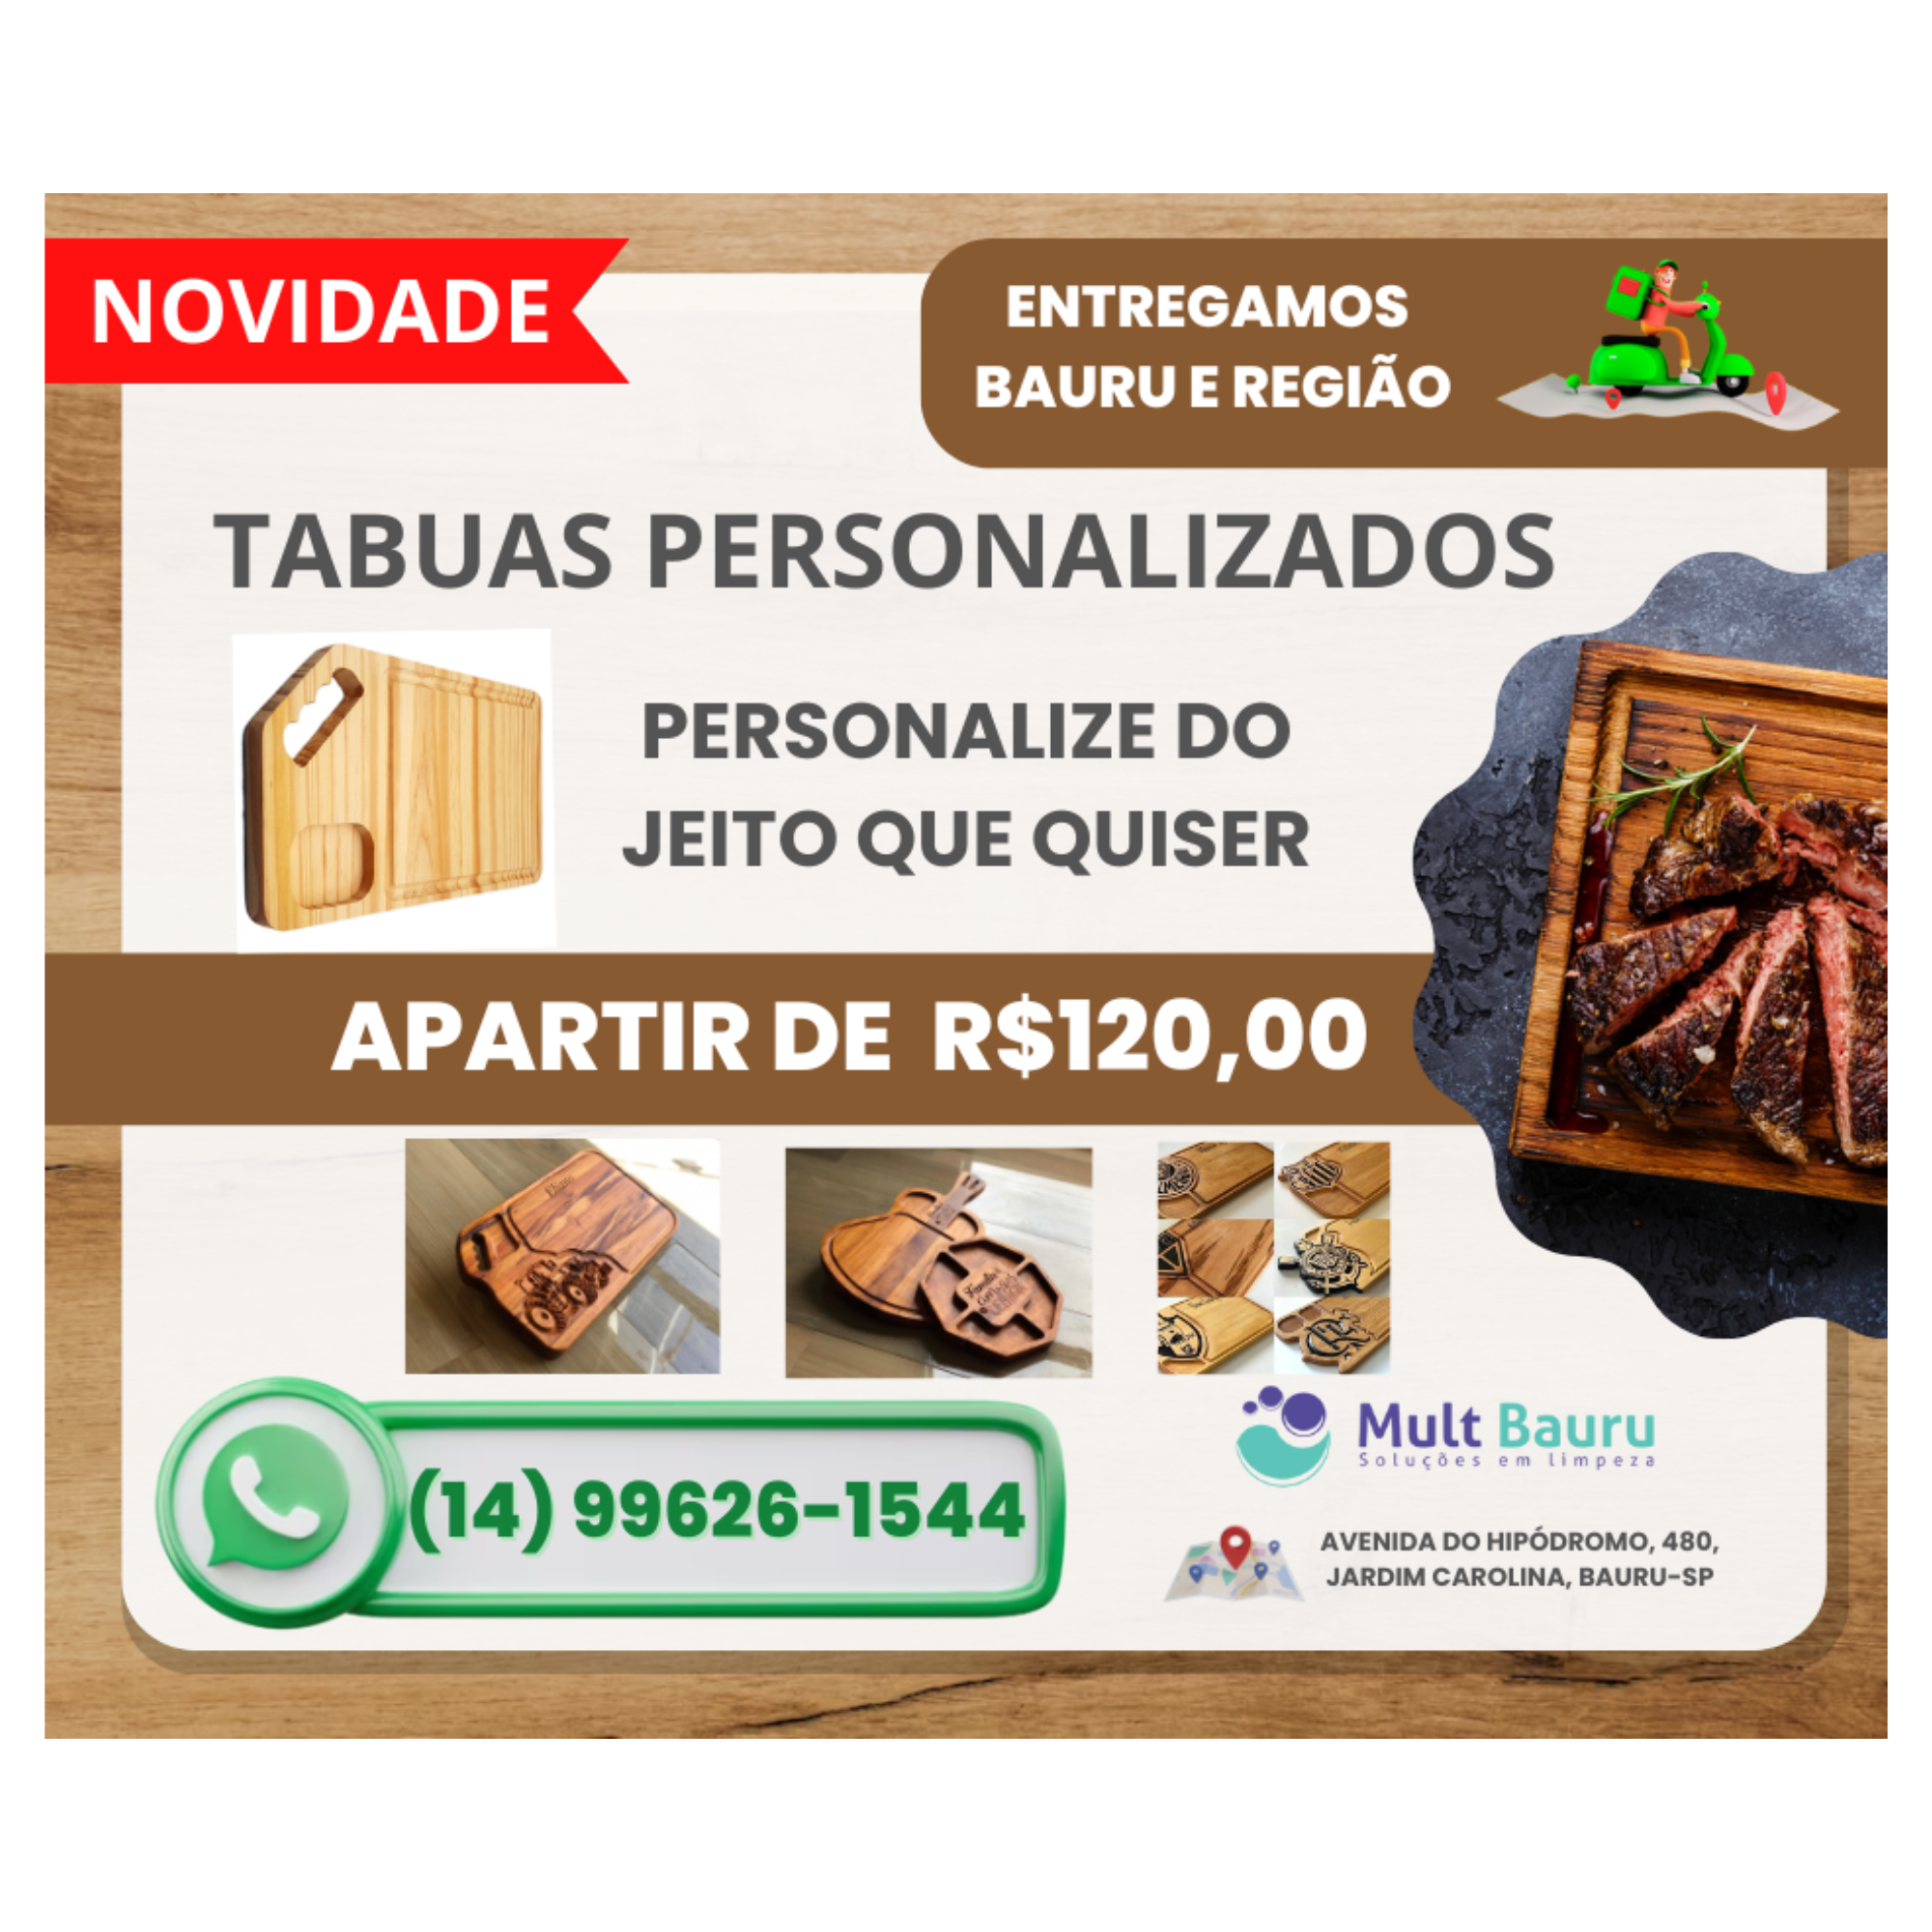 NOVIDADE
ENTREGAMOS
BAURU E REGIÃO
TABUAS PERSONALIZADOS
PERSONALIZE DO
JEITO QUE QUISER
APARTIR DE R$120,00
(14) 99626-1544
Mult Bauru
Soluções em limpeza
AVENIDA DO HIPÓDROMO, 480,
JARDIM CAROLINA, BAURU-SP